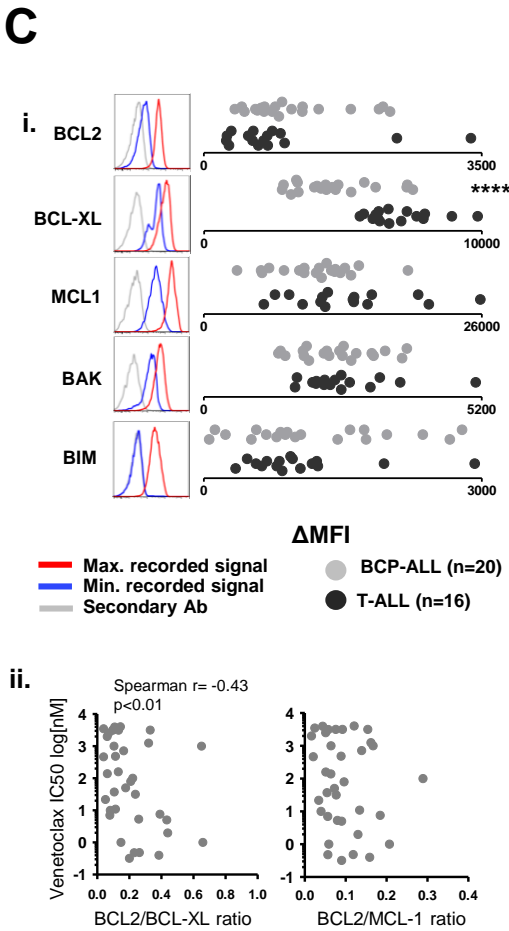 C
i.
BCL2
0 3500
BCL-XL
****
0 10000
MCL1
0 26000
BAK
0 5200
BIM
0 3000
ΔMFI
Max. recorded signal
Min. recorded signal
Secondary Ab
BCP-ALL (n=20)
T-ALL (n=16)
ii.
Spearman r= -0.43
p<0.01
Venetoclax IC50 log[nM]
4
3
2
1
0
-1
0.0 0.2 0.4 0.6 0.8 1.0
BCL2/BCL-XL ratio
4
3
2
1
0
-1
0.0 0.1 0.2 0.3 0.4
BCL2/MCL-1 ratio